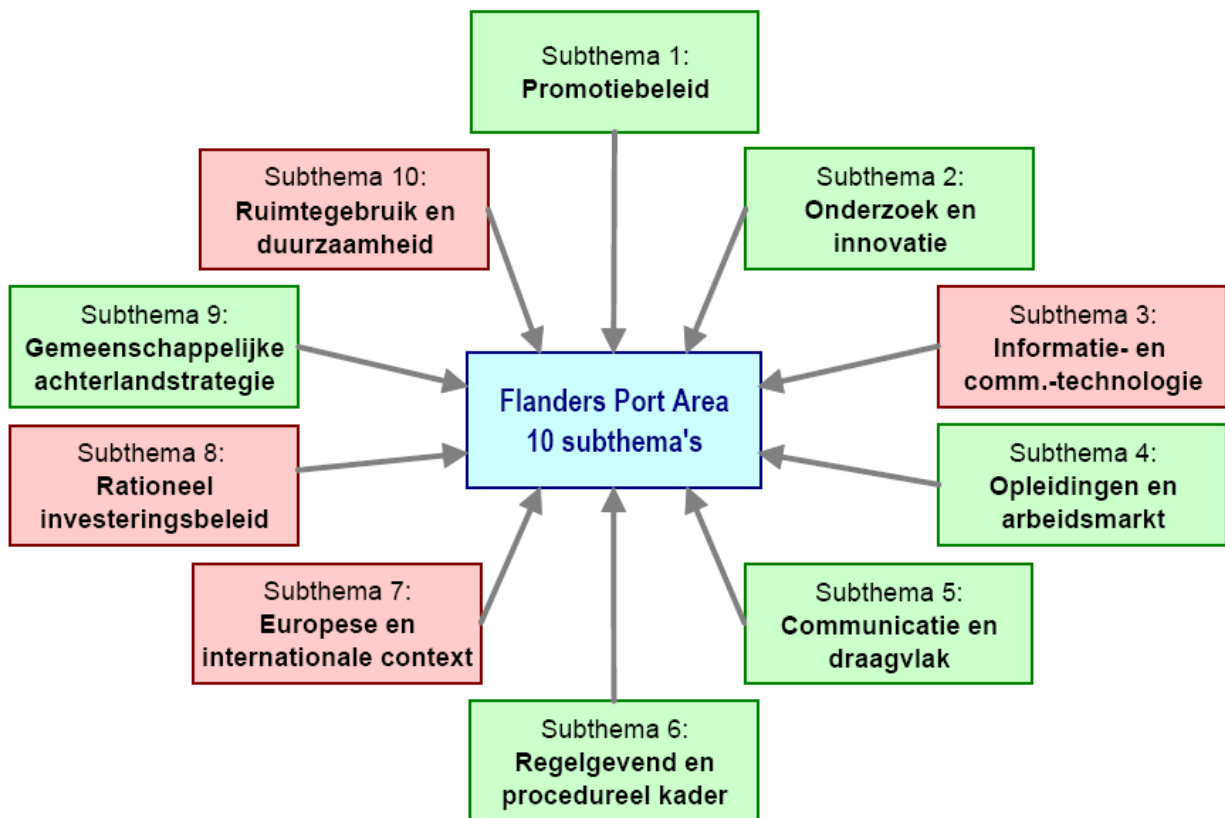 Subthema 1:
Promotiebeleid
Subthema 2:
Onderzoek en
innovatie
Subthema 3:
Informatie- en
comm.-technologie
Subthema 4:
Opleidingen en
arbeidsmarkt
Subthema 5:
Communicatie en
draagvlak
Subthema 6:
Regelgevend en
procedureel kader
Subthema 7:
Europese en
internationale context
Subthema 8:
Rationeel
investeringsbeleid
Subthema 9:
Gemeenschappelijke
achterlandstrategie
Subthema 10:
Ruimtegebruik en
duurzaamheid
Flanders Port Area
10 subthema's